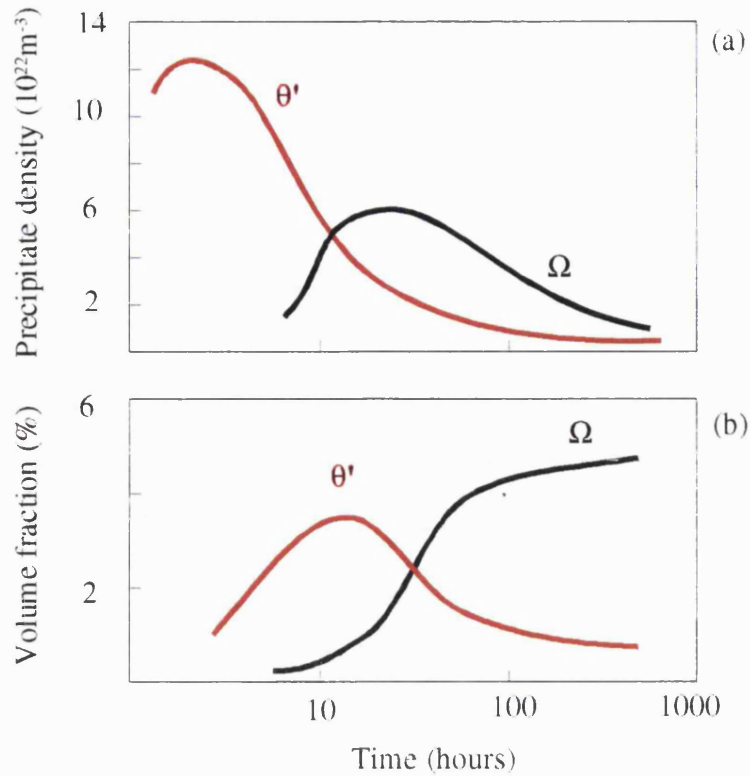 14
10
6
2
Precipitate density (10²²m⁻³)
(a)
θ'
Ω
6
2
Volume fraction (%)
(b)
θ'
Ω
10
100
1000
Time (hours)